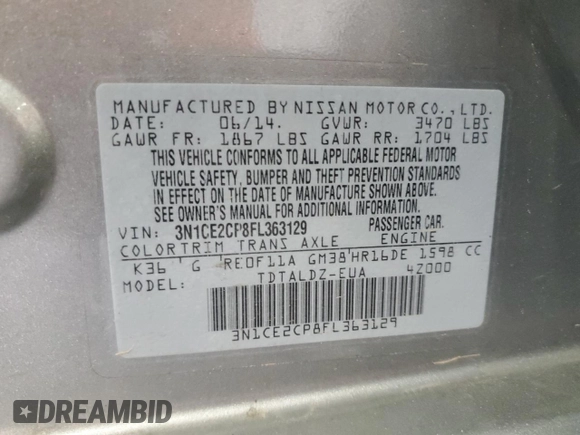 MANUFACTURED BY NISSAN MOTOR CO., LTD.
DATE: 06/14. GVWR: 3470 LBS
GAWR FR: 1867 LBS GAWR RR: 1704 LBS
THIS VEHICLE CONFORMS TO ALL APPLICABLE FEDERAL MOTOR
VEHICLE SAFETY, BUMPER AND THEFT PREVENTION STANDARDS
IN EFFECT ON THE DATE OF MANUFACTURE SHOWN ABOVE.
SEE OWNER'S MANUAL FOR ADDITIONAL INFORMATION.
VIN: 3N1CE2CP8FL363129 PASSENGER CAR.
COLOR TRIM TRANS AXLE ENGINE
K36 G RE0F11A GM38 HR16DE 1598 CC
MODEL: TDTALDZ-EUA 4Z000
3N1CE2CP8FL363129
DREAMBID